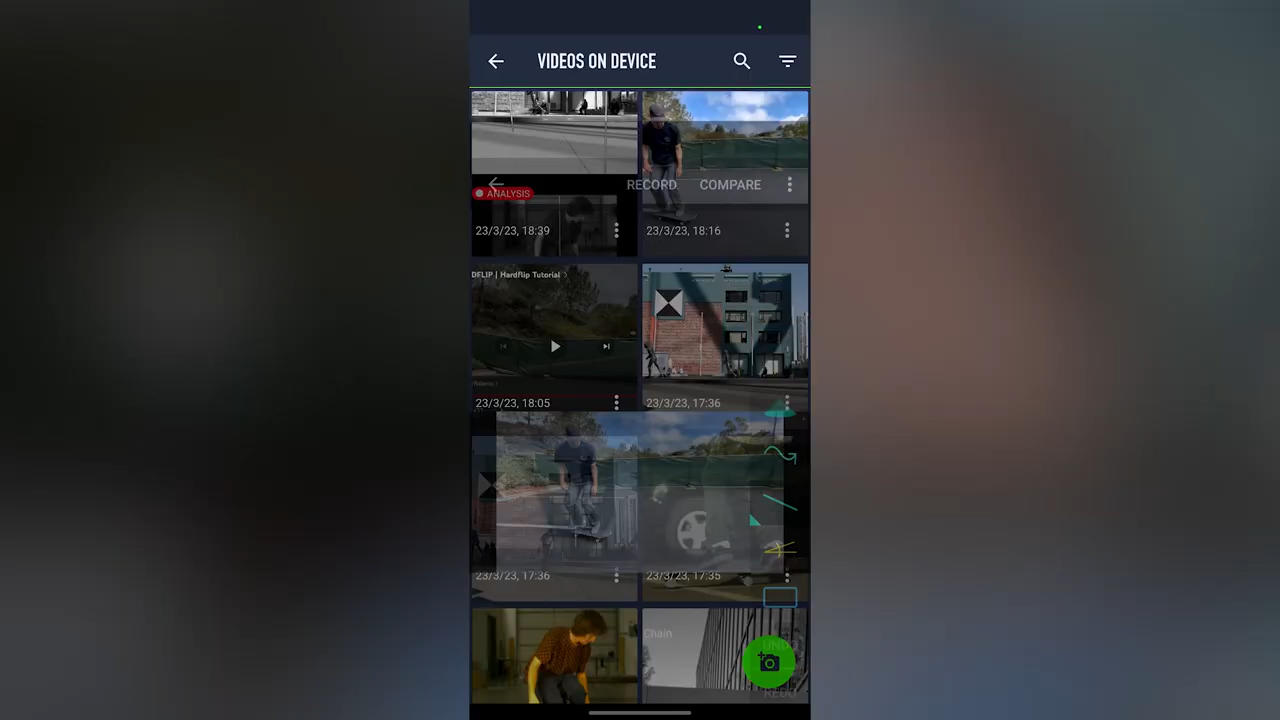 VIDEOS ON DEVICE
RECORD COMPARE
ANALYSIS
23/3/23, 18:39
23/3/23, 18:16
DFLIP | Hardflip Tutorial
23/3/23, 18:05
23/3/23, 17:36
23/3/23, 17:36
23/3/23, 17:35
Chain
UNDO
REDO